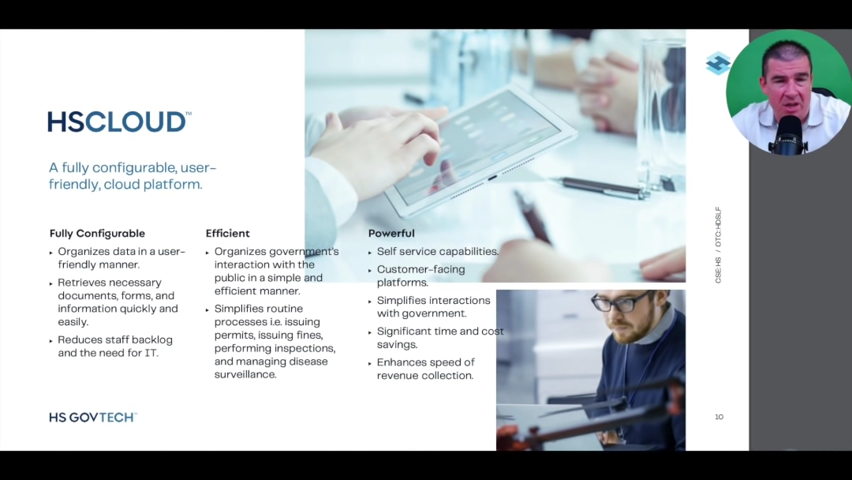 HSCLOUD™
A fully configurable, user-
friendly, cloud platform.
Fully Configurable
▸ Organizes data in a user-
friendly manner.
▸ Retrieves necessary
documents, forms, and
information quickly and
easily.
▸ Reduces staff backlog
and the need for IT.
Efficient
▸ Organizes government's
interaction with the
public in a simple and
efficient manner.
▸ Simplifies routine
processes i.e. issuing
permits, issuing fines,
performing inspections,
and managing disease
surveillance.
Powerful
▸ Self service capabilities.
▸ Customer-facing
platforms.
▸ Simplifies interactions
with government.
▸ Significant time and cost
savings.
▸ Enhances speed of
revenue collection.
CSE:HS / OTC:HDSLF
HS GOVTECH™
10